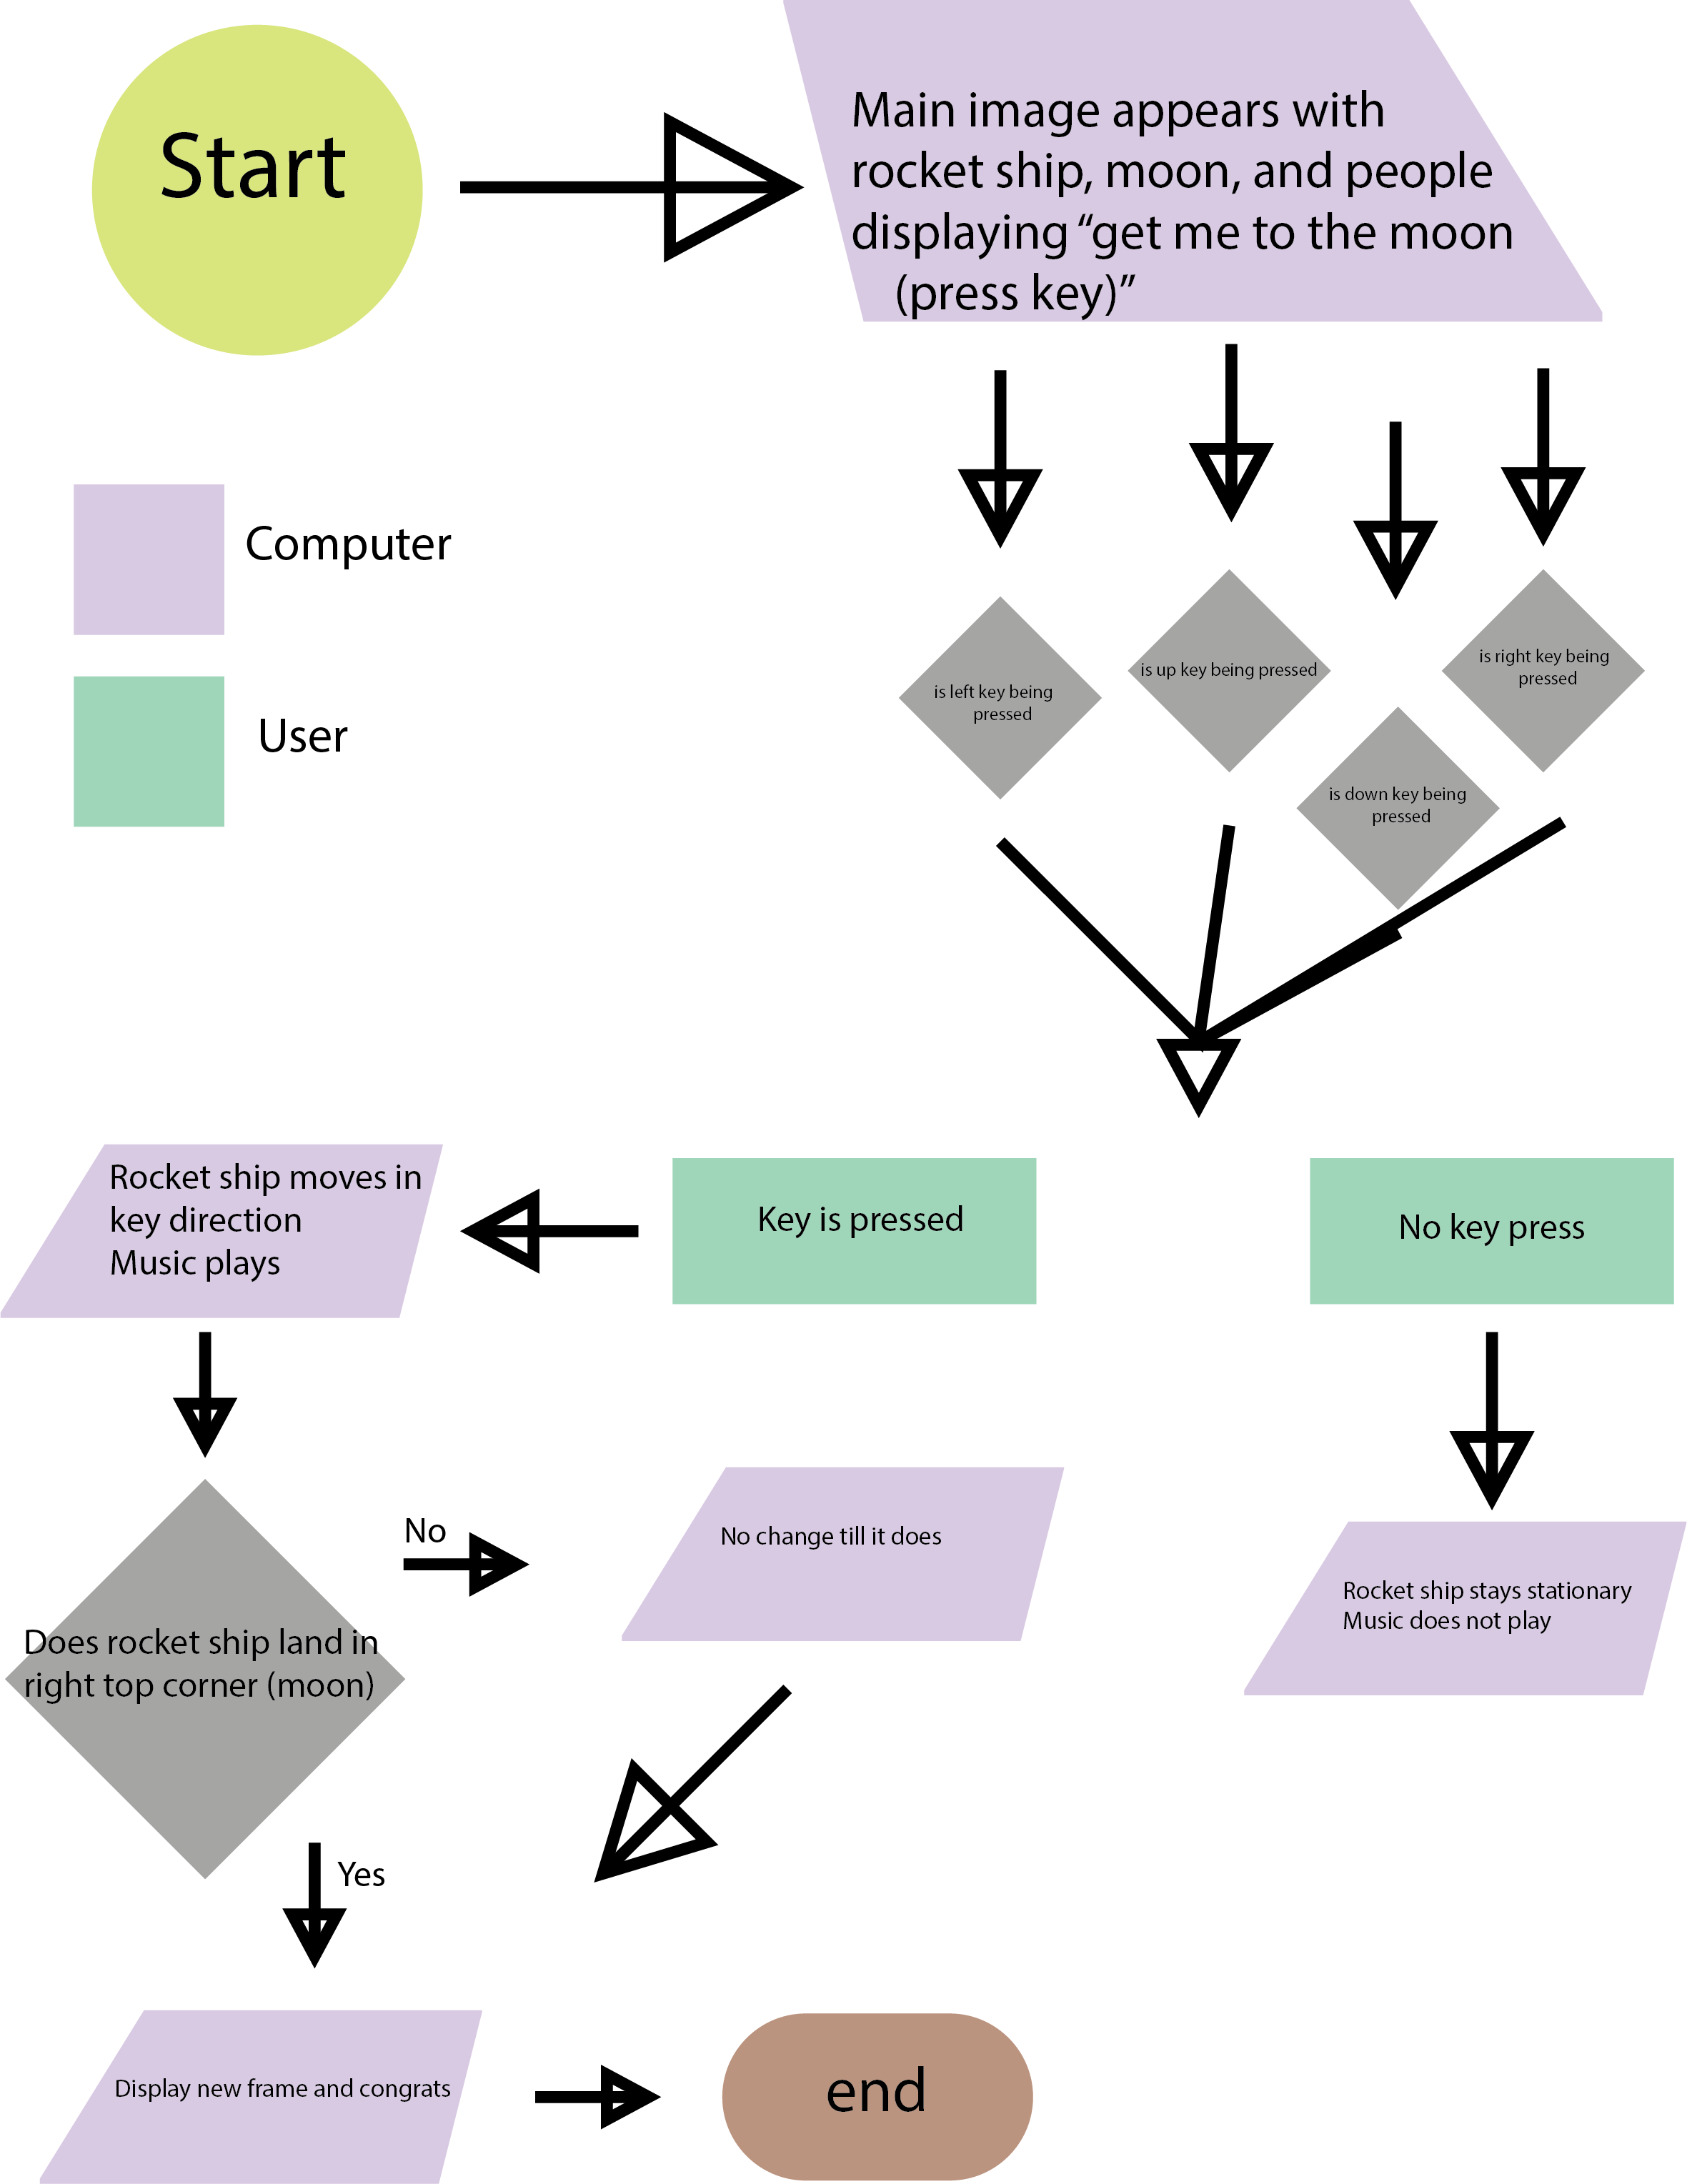 Start
Main image appears with
rocket ship, moon, and people
displaying “get me to the moon
(press key)”
Computer
User
is left key being
pressed
is up key being pressed
is down key being
pressed
is right key being
pressed
Rocket ship moves in
key direction
Music plays
Key is pressed
No key press
No
No change till it does
Rocket ship stays stationary
Music does not play
Does rocket ship land in
right top corner (moon)
Yes
Display new frame and congrats
end